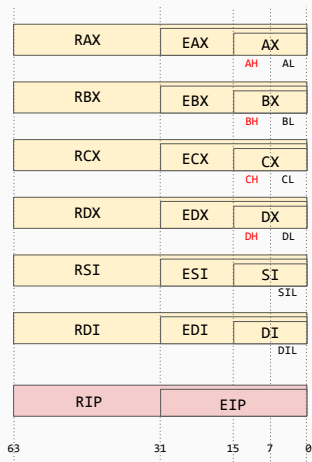 RAX EAX AX
AH AL
RBX EBX BX
BH BL
RCX ECX CX
CH CL
RDX EDX DX
DH DL
RSI ESI SI
SIL
RDI EDI DI
DIL
RIP EIP
63 31 15 7 0